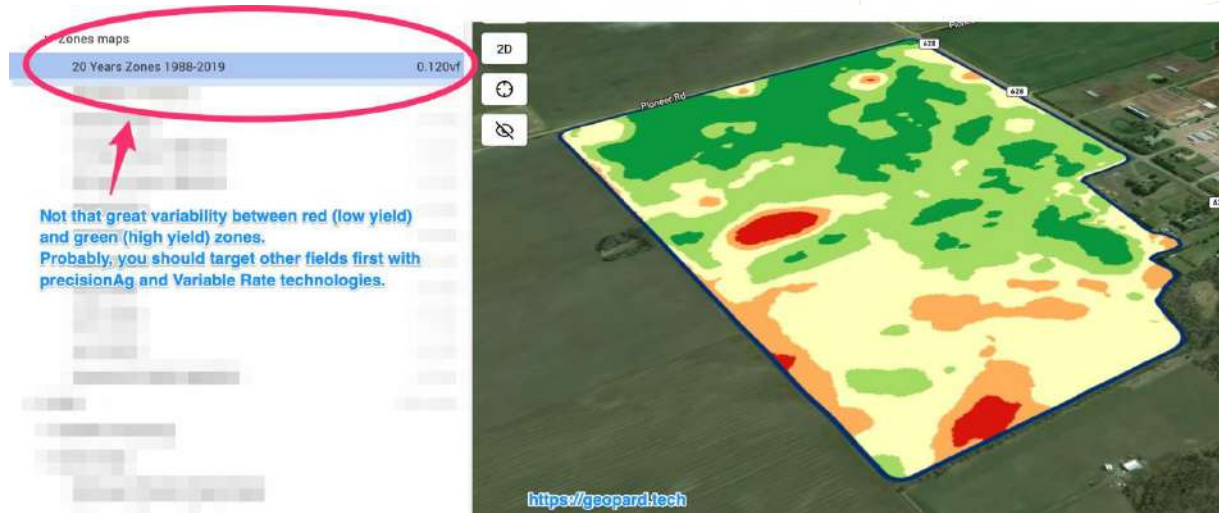 Zones maps
20 Years Zones 1988-2019
0.120vf
Not that great variability between red (low yield)
and green (high yield) zones.
Probably, you should target other fields first with
precisionAg and Variable Rate technologies.
2D
Pioneer Rd
628
628
https://geopard.tech